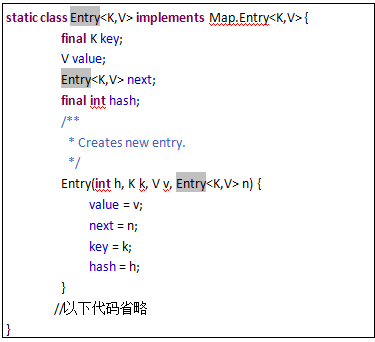 static class Entry<K,V> implements Map.Entry<K,V> {
final K key;
V value;
Entry<K,V> next;
final int hash;
/**
* Creates new entry.
*/
Entry(int h, K k, V v, Entry<K,V> n) {
value = v;
next = n;
key = k;
hash = h;
}
//以下代码省略
}